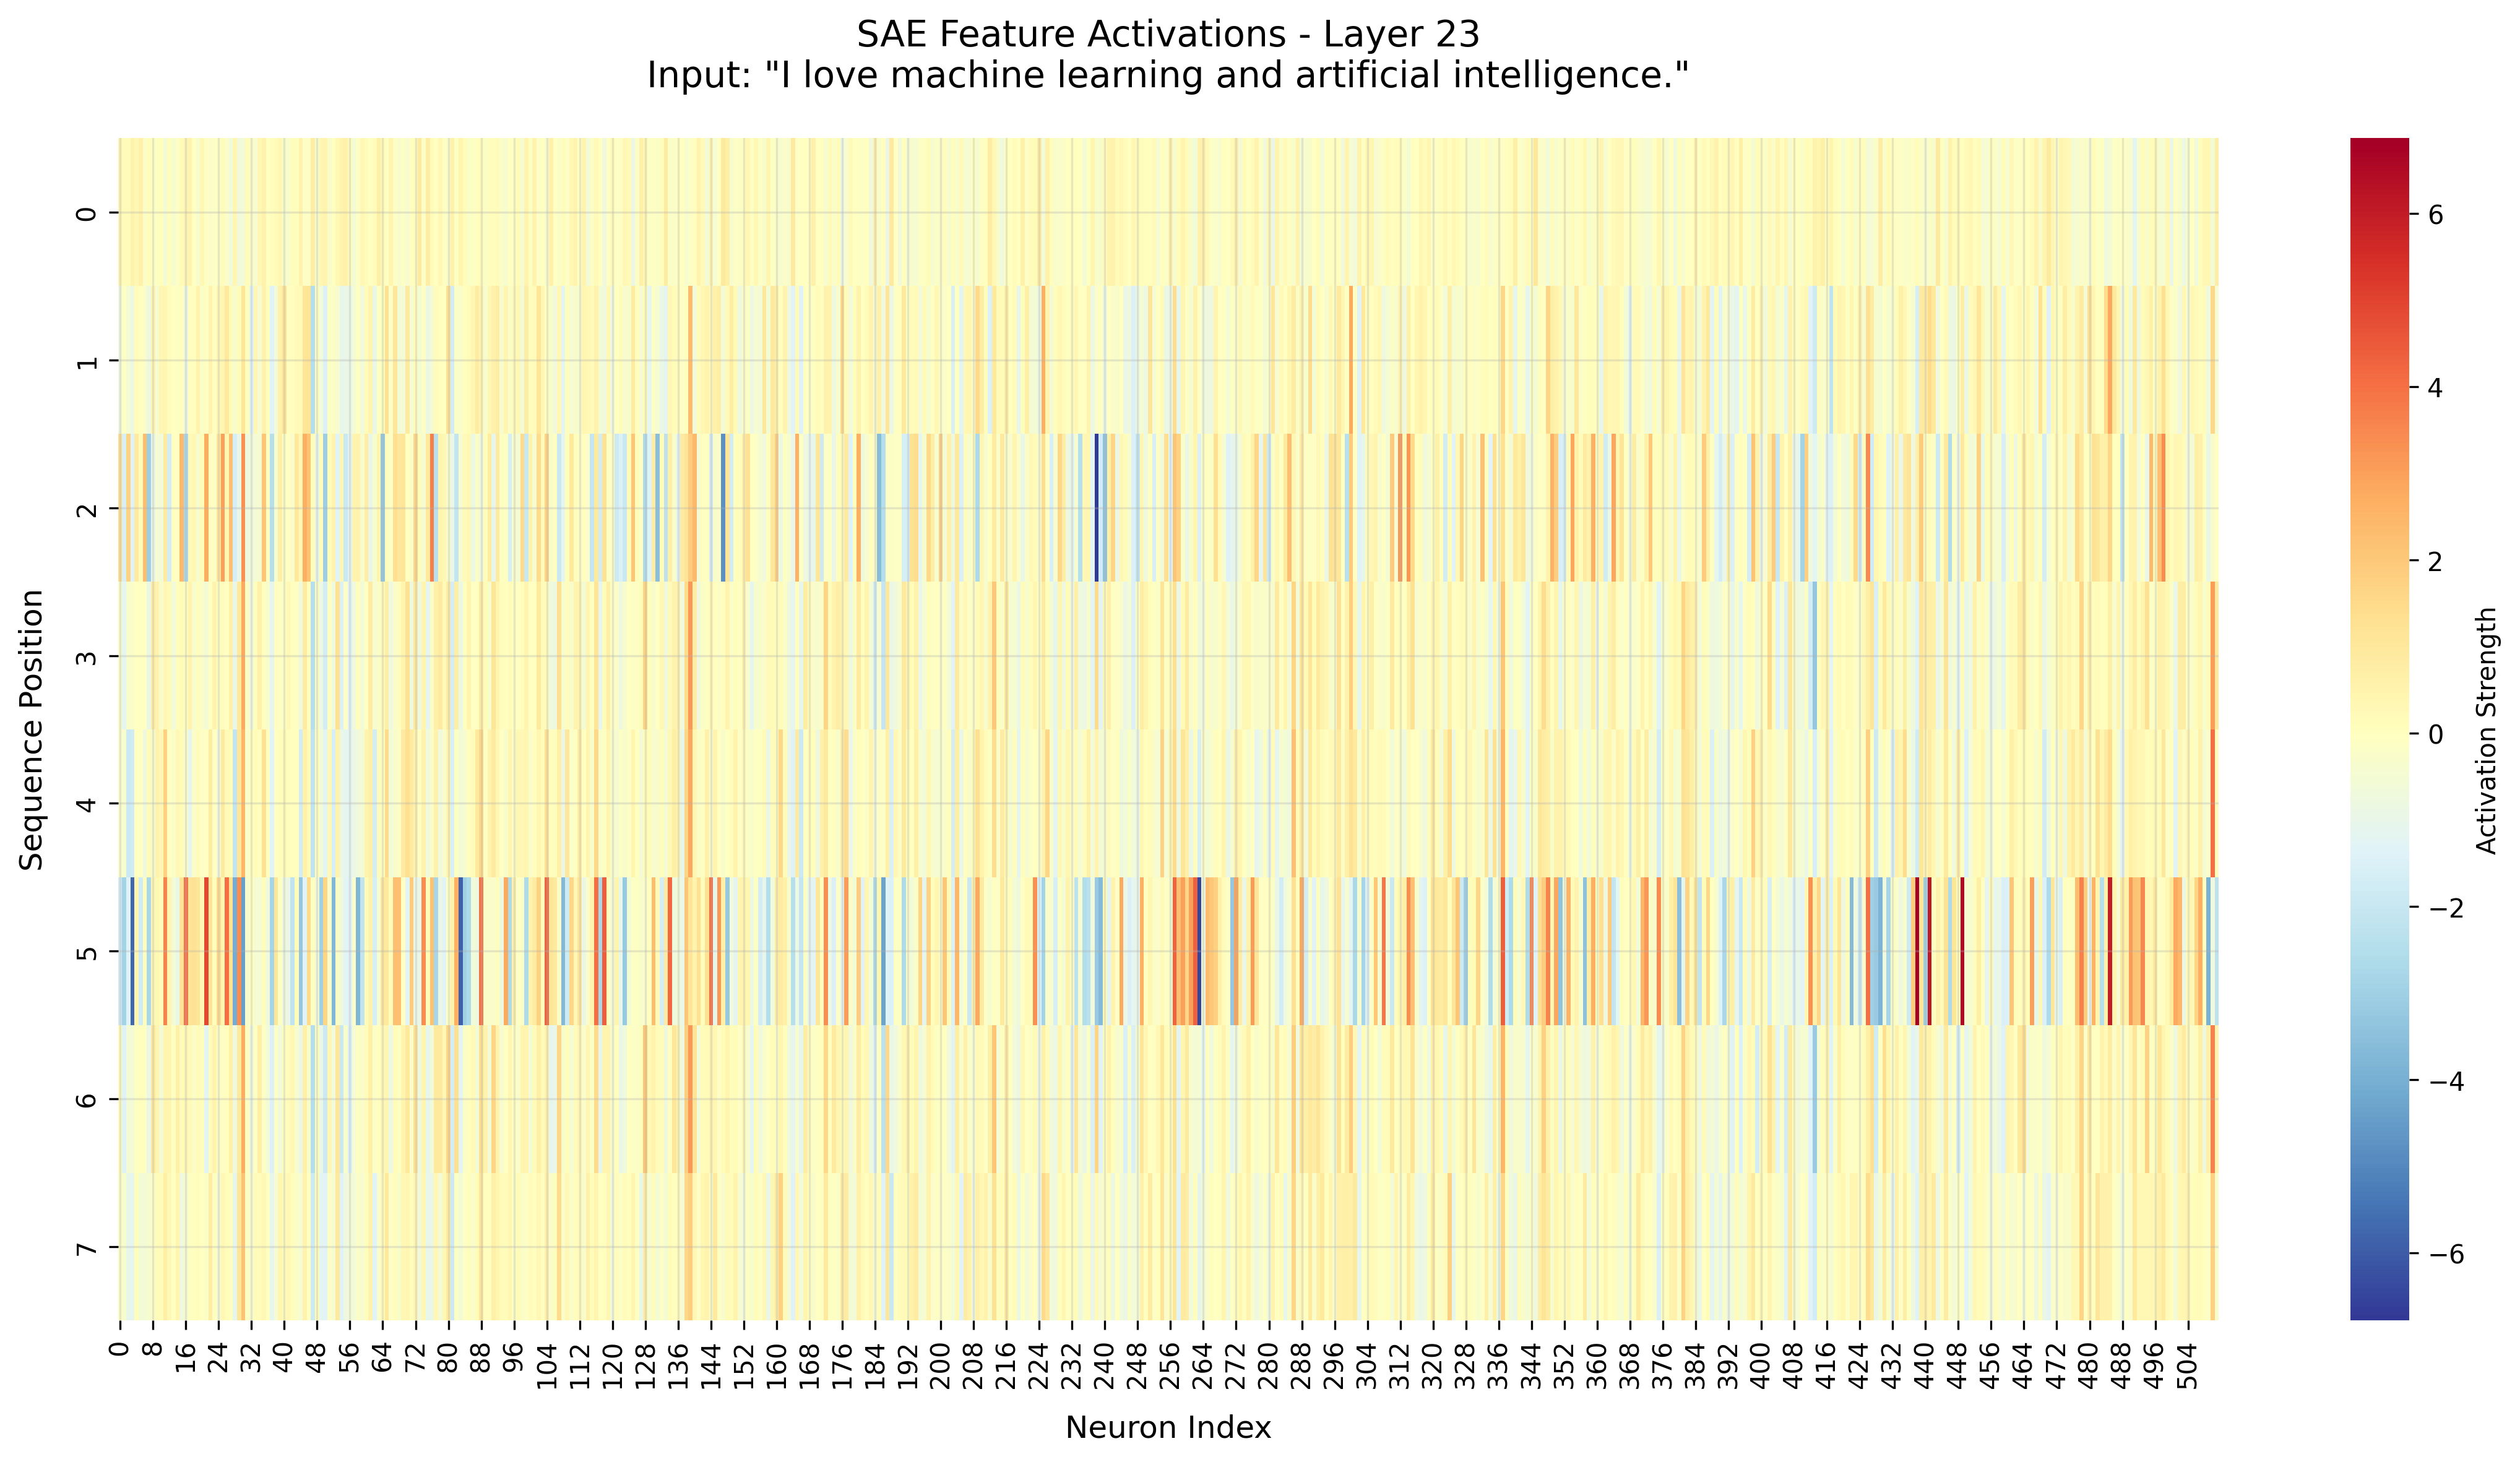 SAE Feature Activations - Layer 23
Input: "I love machine learning and artificial intelligence."
Sequence Position
0
1
2
3
4
5
6
7
0 8 16 24 32 40 48 56 64 72 80 88 96 104 112 120 128 136 144 152 160 168 176 184 192 200 208 216 224 232 240 248 256 264 272 280 288 296 304 312 320 328 336 344 352 360 368 376 384 392 400 408 416 424 432 440 448 456 464 472 480 488 496 504
Neuron Index
6
4
2
0
−2
−4
−6
Activation Strength